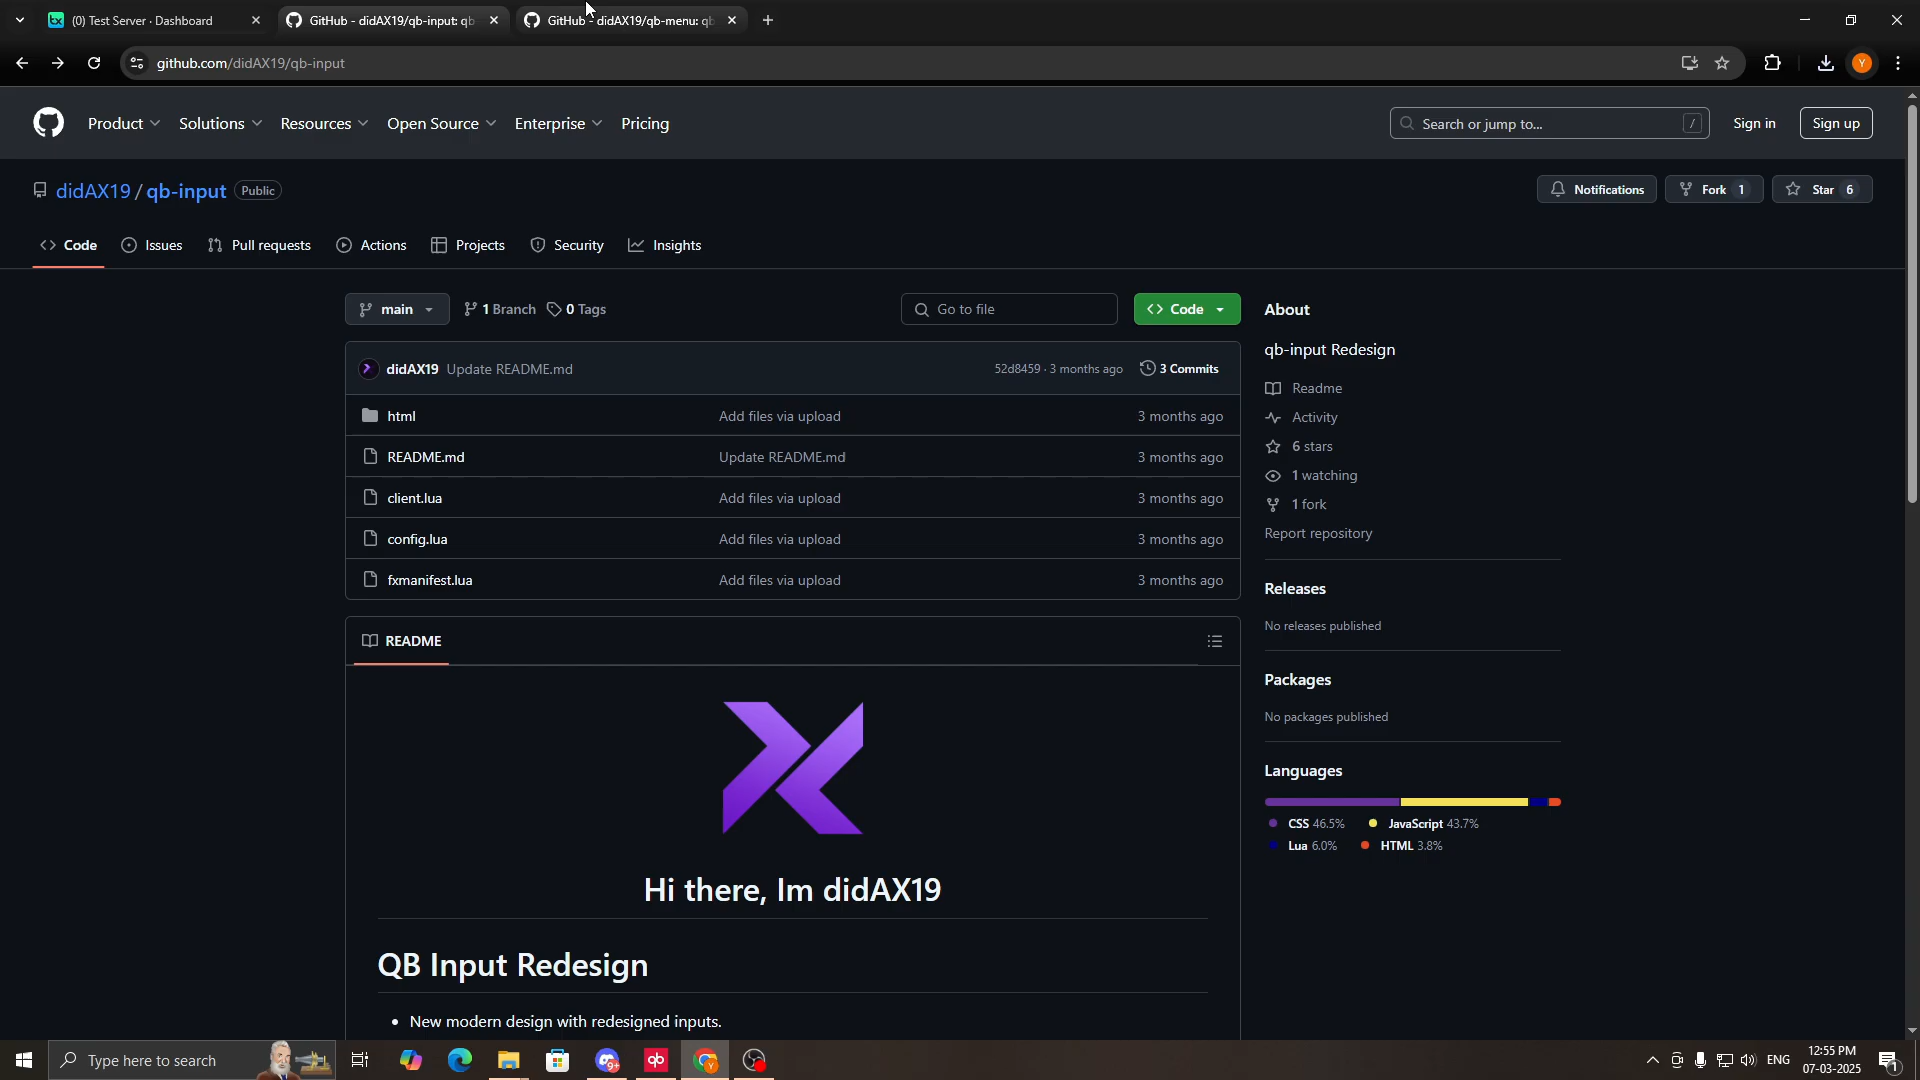 (0) Test Server · Dashboard
GitHub - didAX19/qb-input: qb
GitHub - didAX19/qb-menu: qb
github.com/didAX19/qb-input
Y
Product
Solutions
Resources
Open Source
Enterprise
Pricing
Search or jump to...
/
Sign in
Sign up
didAX19 / qb-input
Public
Notifications
Fork 1
Star 6
Code
Issues
Pull requests
Actions
Projects
Security
Insights
main
1 Branch
0 Tags
Go to file
Code
didAX19 Update README.md 52d8459 · 3 months ago 3 Commits
html Add files via upload 3 months ago
README.md Update README.md 3 months ago
client.lua Add files via upload 3 months ago
config.lua Add files via upload 3 months ago
fxmanifest.lua Add files via upload 3 months ago
README
Hi there, Im didAX19
QB Input Redesign
New modern design with redesigned inputs.
About
qb-input Redesign
Readme
Activity
6 stars
1 watching
1 fork
Report repository
Releases
No releases published
Packages
No packages published
Languages
CSS 46.5% JavaScript 43.7%
Lua 6.0% HTML 3.8%
Type here to search
9+
qb
ENG
12:55 PM
07-03-2025
1